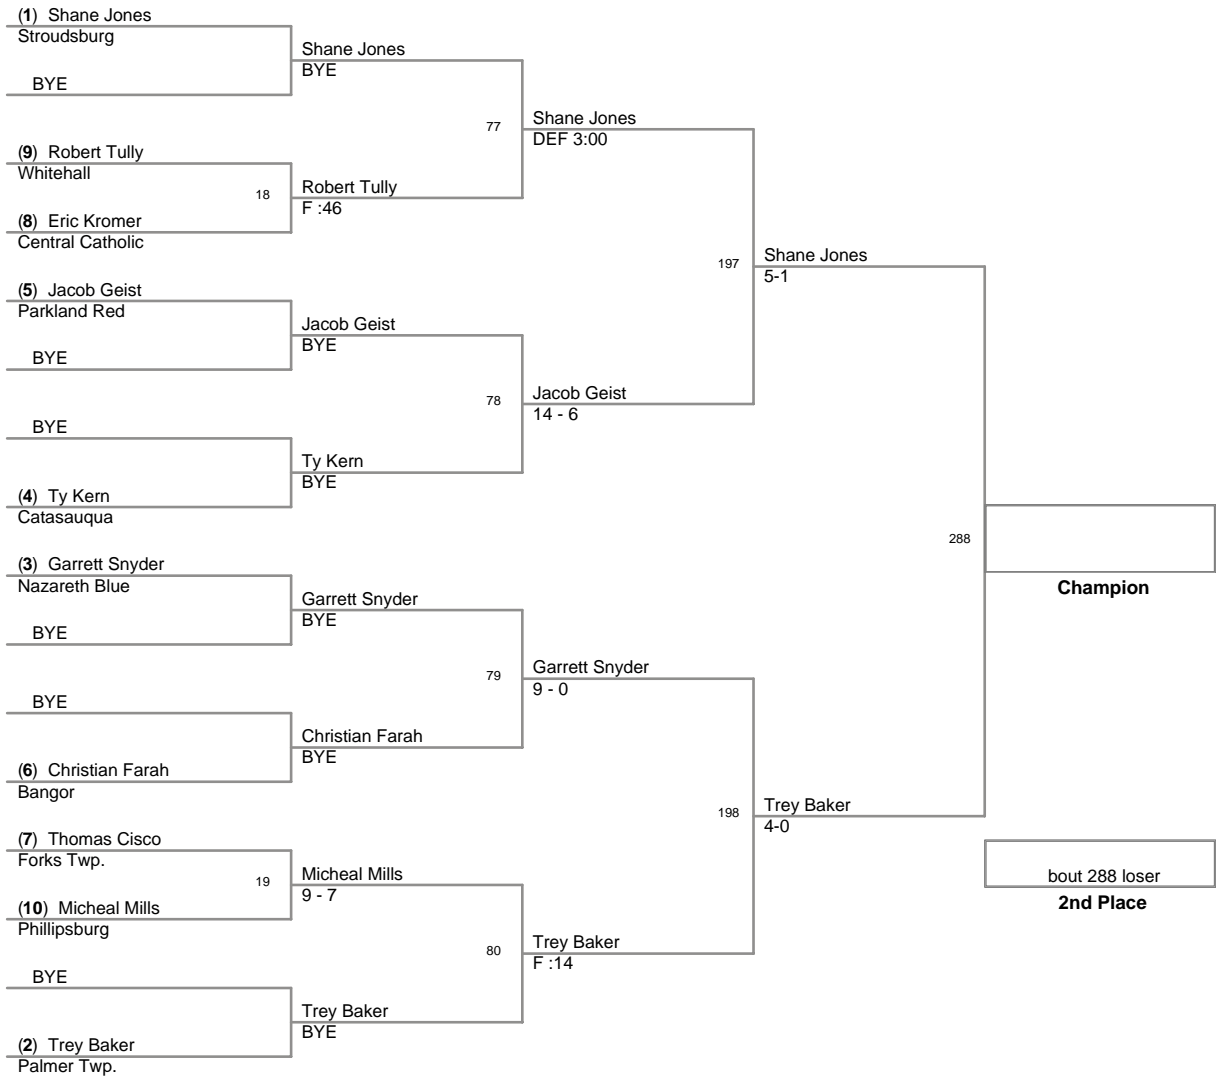 (1) Shane Jones
Stroudsburg
BYE
(9) Robert Tully
Whitehall
18
(8) Eric Kromer
Central Catholic
(5) Jacob Geist
Parkland Red
BYE
BYE
(4) Ty Kern
Catasauqua
(3) Garrett Snyder
Nazareth Blue
BYE
BYE
(6) Christian Farah
Bangor
(7) Thomas Cisco
Forks Twp.
19
(10) Micheal Mills
Phillipsburg
BYE
(2) Trey Baker
Palmer Twp.
Shane Jones
BYE
77
Robert Tully
F :46
Jacob Geist
BYE
78
Ty Kern
BYE
Garrett Snyder
BYE
79
Christian Farah
BYE
Micheal Mills
9 - 7
80
Trey Baker
BYE
Shane Jones
DEF 3:00
197
Jacob Geist
14 - 6
Garrett Snyder
9 - 0
198
Trey Baker
F :14
Shane Jones
5-1
288
Trey Baker
4-0
Champion
bout 288 loser
2nd Place